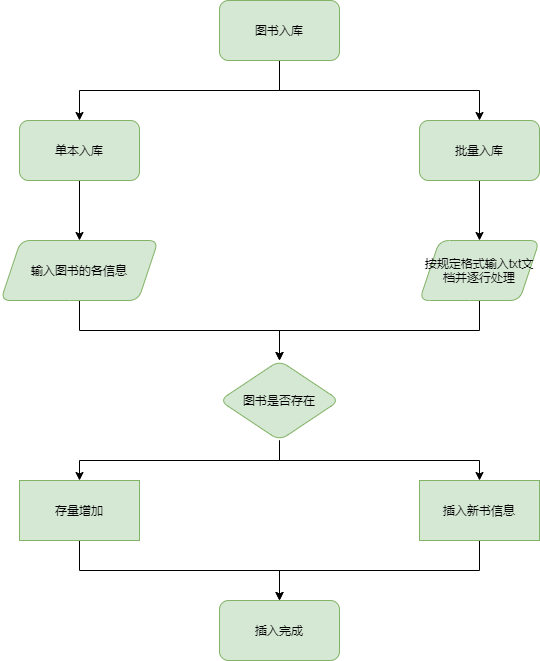 图书入库
单本入库
批量入库
输入图书的各信息
按规定格式输入txt文
档并逐行处理
图书是否存在
存量增加
插入新书信息
插入完成